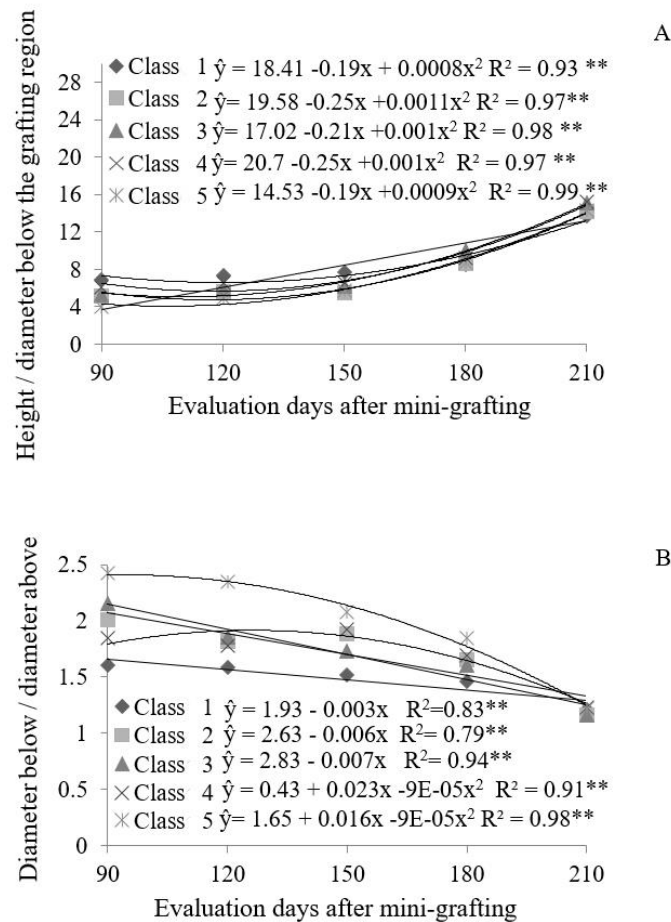 A
Class 1 ŷ = 18.41 -0.19x + 0.0008x² R² = 0.93 **
Class 2 ŷ= 19.58 -0.25x +0.0011x² R² = 0.97**
Class 3 ŷ= 17.02 -0.21x +0.001x² R² = 0.98 **
Class 4 ŷ= 20.7 -0.25x +0.001x² R² = 0.97 **
Class 5 ŷ = 14.53 -0.19x +0.0009x² R² = 0.99 **
Height / diameter below the grafting region
28
24
20
16
12
8
4
0
90 120 150 180 210
Evaluation days after mini-grafting
B
Diameter below / diameter above
2.5
2
1.5
1
0.5
0
Class 1 ŷ = 1.93 - 0.003x R²=0.83**
Class 2 ŷ = 2.63 - 0.006x R²= 0.79**
Class 3 ŷ = 2.83 - 0.007x R²= 0.94**
Class 4 ŷ = 0.43 + 0.023x -9E-05x² R² = 0.91**
Class 5 ŷ = 1.65 + 0.016x -9E-05x² R² = 0.98**
90 120 150 180 210
Evaluation days after mini-grafting